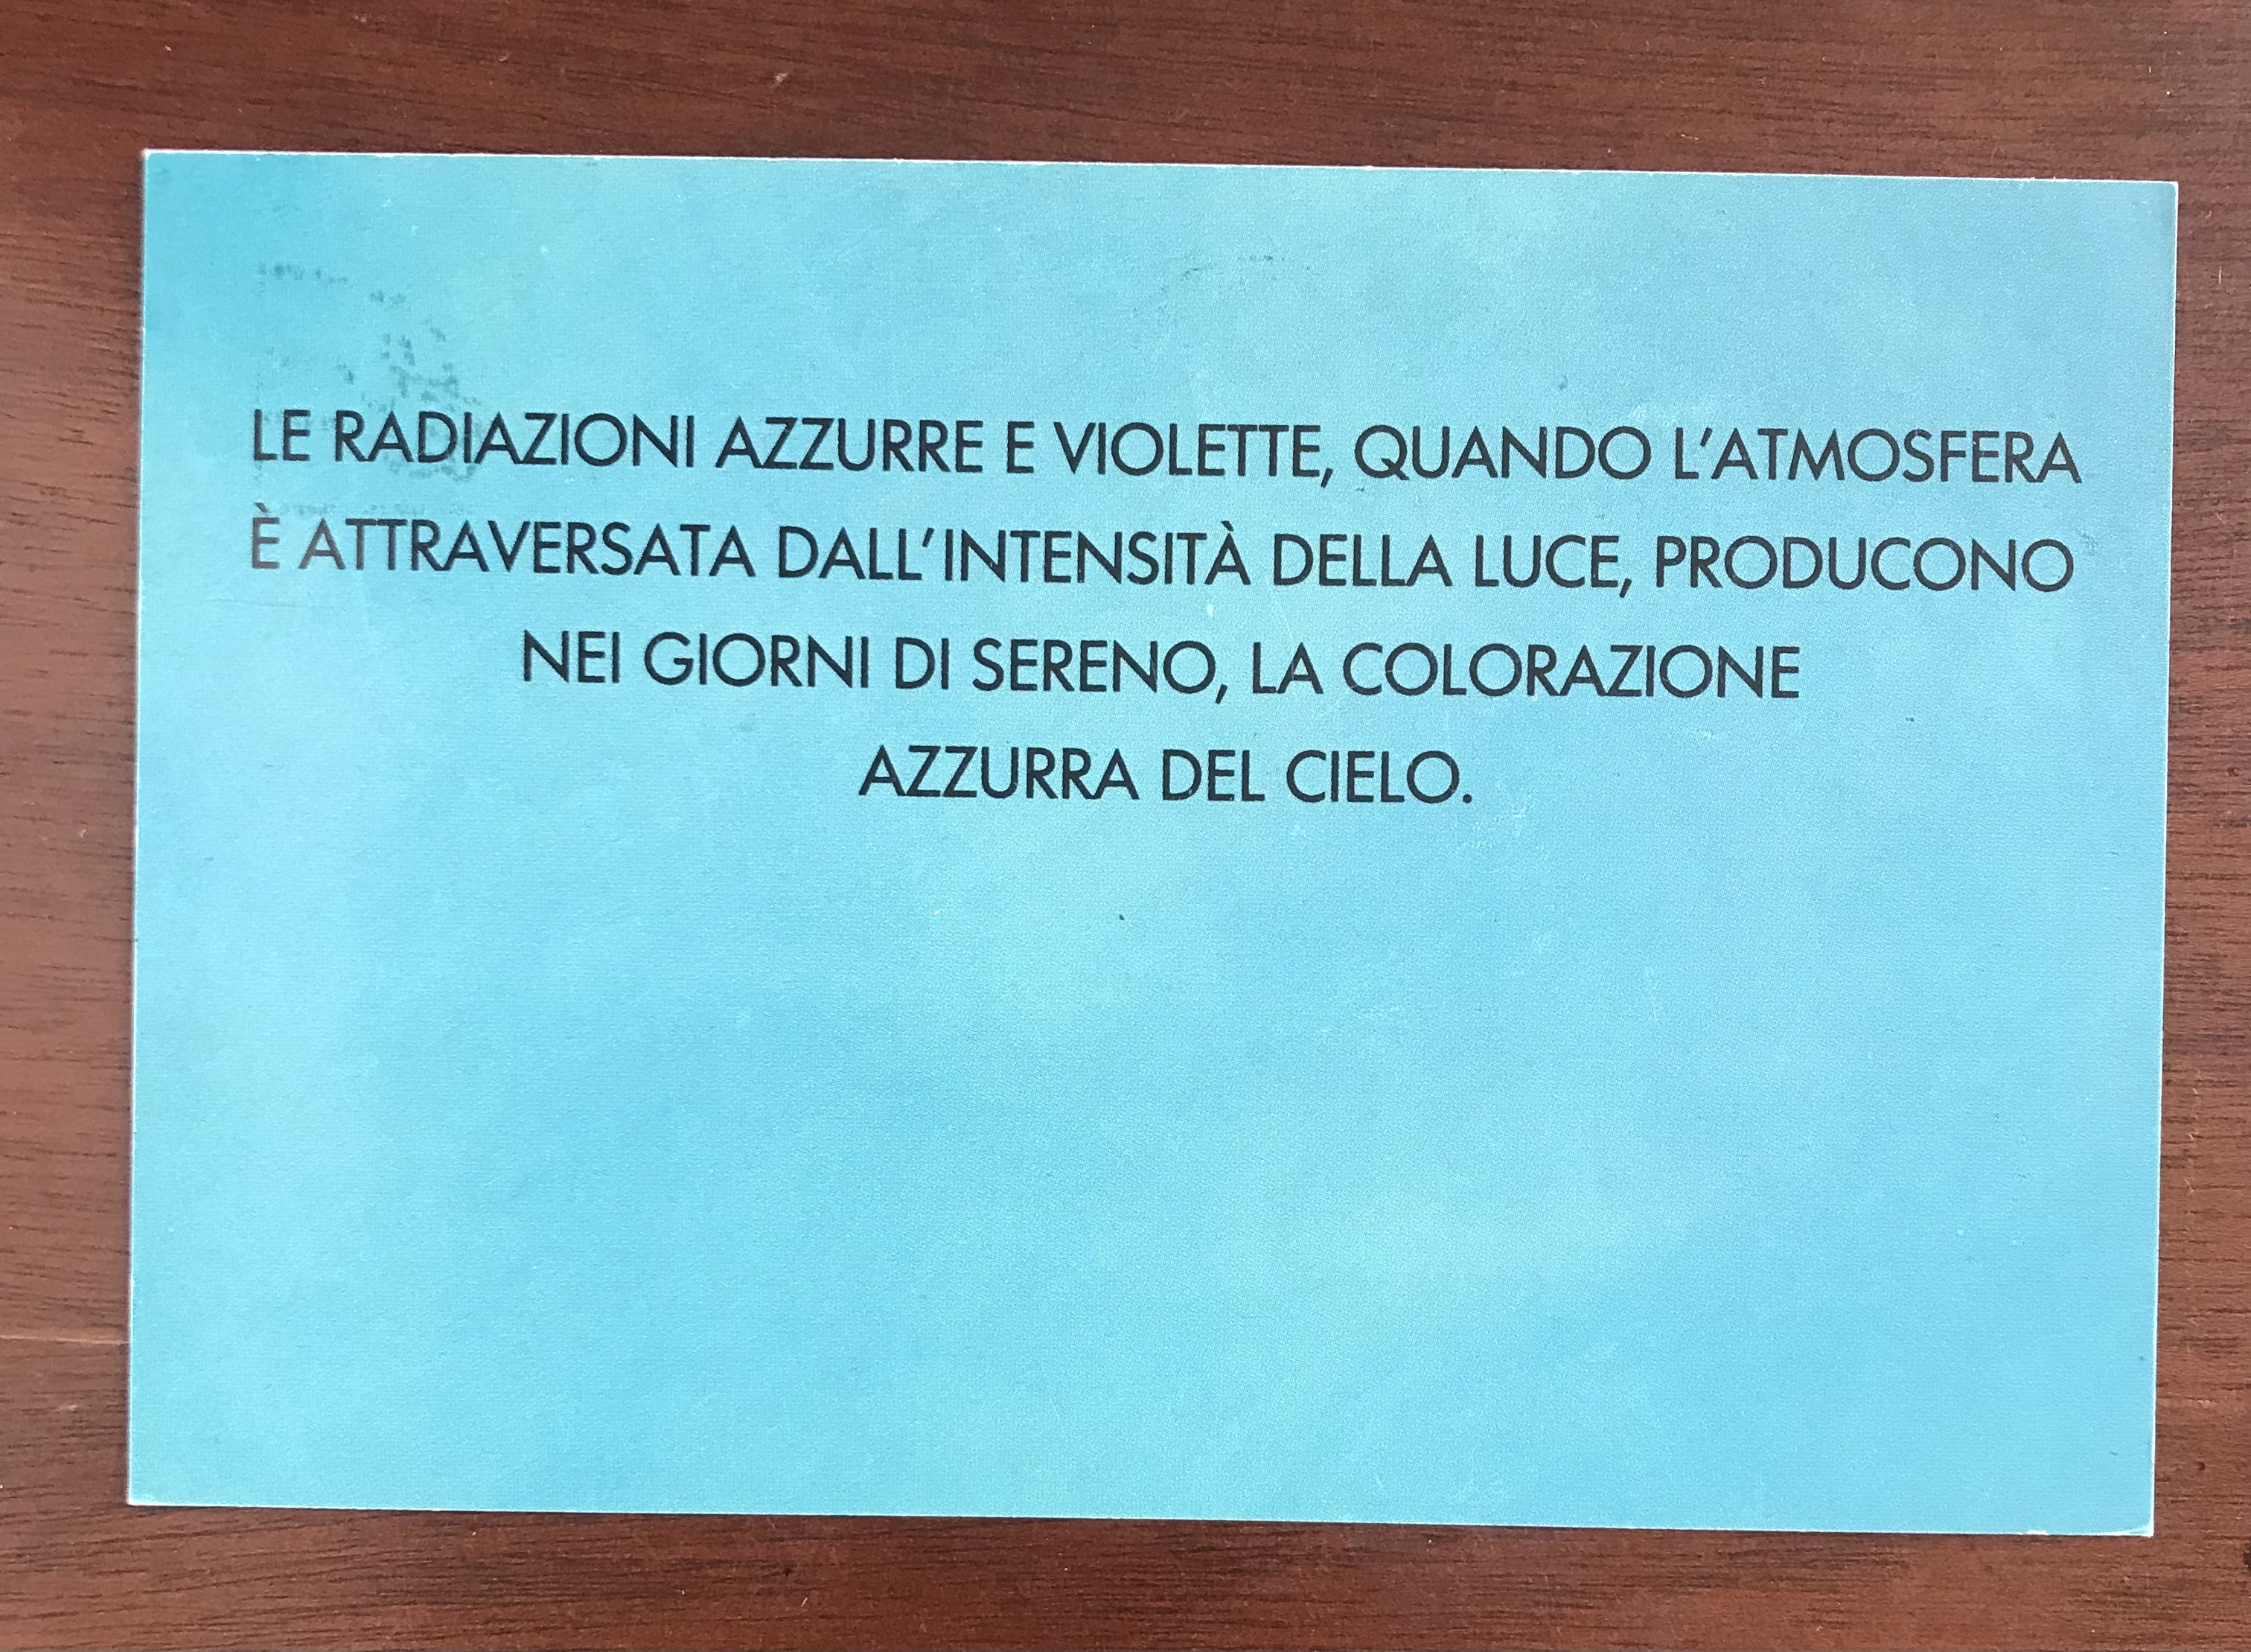 LE RADIAZIONI AZZURRE E VIOLETTE, QUANDO L'ATMOSFERA
È ATTRAVERSATA DALL'INTENSITÀ DELLA LUCE, PRODUCONO
NEI GIORNI DI SERENO, LA COLORAZIONE
AZZURRA DEL CIELO.